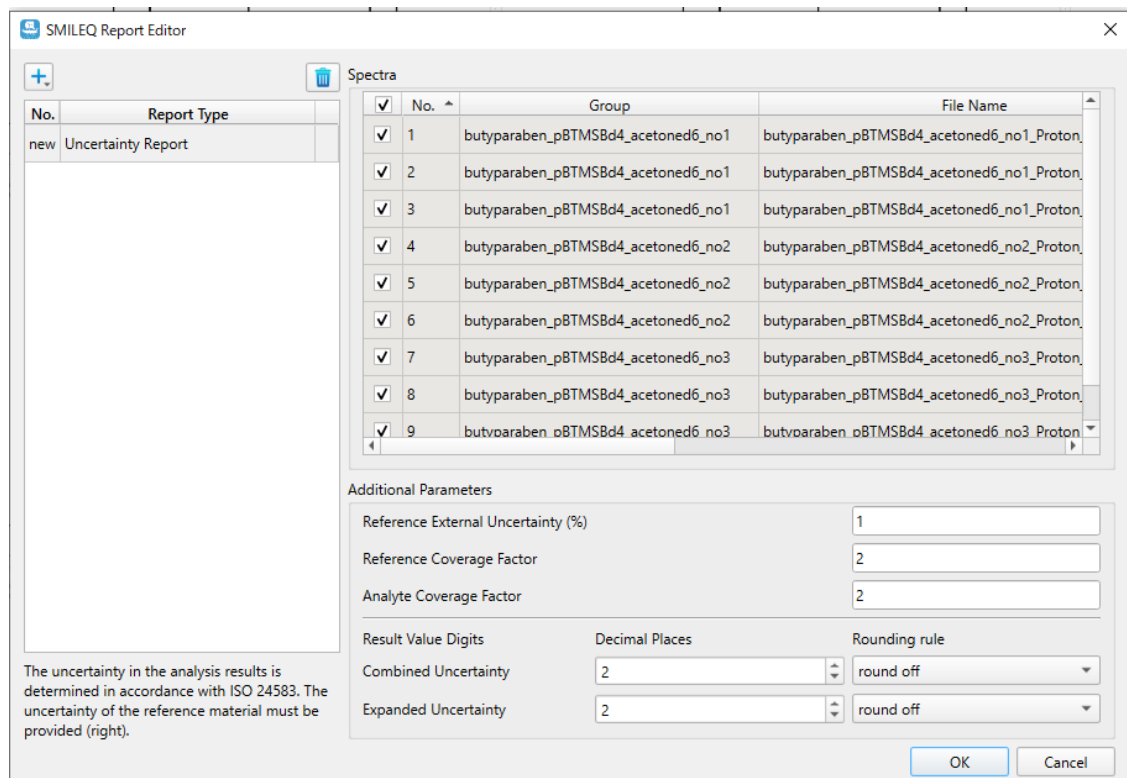 SMILEQ Report Editor
No. Report Type
new Uncertainty Report
The uncertainty in the analysis results is
determined in accordance with ISO 24583. The
uncertainty of the reference material must be
provided (right).
Spectra
No. Group File Name
1 butyparaben_pBTMSBd4_acetoned6_no1 butyparaben_pBTMSBd4_acetoned6_no1_Proton_
2 butyparaben_pBTMSBd4_acetoned6_no1 butyparaben_pBTMSBd4_acetoned6_no1_Proton_
3 butyparaben_pBTMSBd4_acetoned6_no1 butyparaben_pBTMSBd4_acetoned6_no1_Proton_
4 butyparaben_pBTMSBd4_acetoned6_no2 butyparaben_pBTMSBd4_acetoned6_no2_Proton_
5 butyparaben_pBTMSBd4_acetoned6_no2 butyparaben_pBTMSBd4_acetoned6_no2_Proton_
6 butyparaben_pBTMSBd4_acetoned6_no2 butyparaben_pBTMSBd4_acetoned6_no2_Proton_
7 butyparaben_pBTMSBd4_acetoned6_no3 butyparaben_pBTMSBd4_acetoned6_no3_Proton_
8 butyparaben_pBTMSBd4_acetoned6_no3 butyparaben_pBTMSBd4_acetoned6_no3_Proton_
9 butyparaben_pBTMSBd4_acetoned6_no3 butyparaben_pBTMSBd4_acetoned6_no3_Proton
Additional Parameters
Reference External Uncertainty (%) 1
Reference Coverage Factor 2
Analyte Coverage Factor 2
Result Value Digits Decimal Places Rounding rule
Combined Uncertainty 2 round off
Expanded Uncertainty 2 round off
OK Cancel